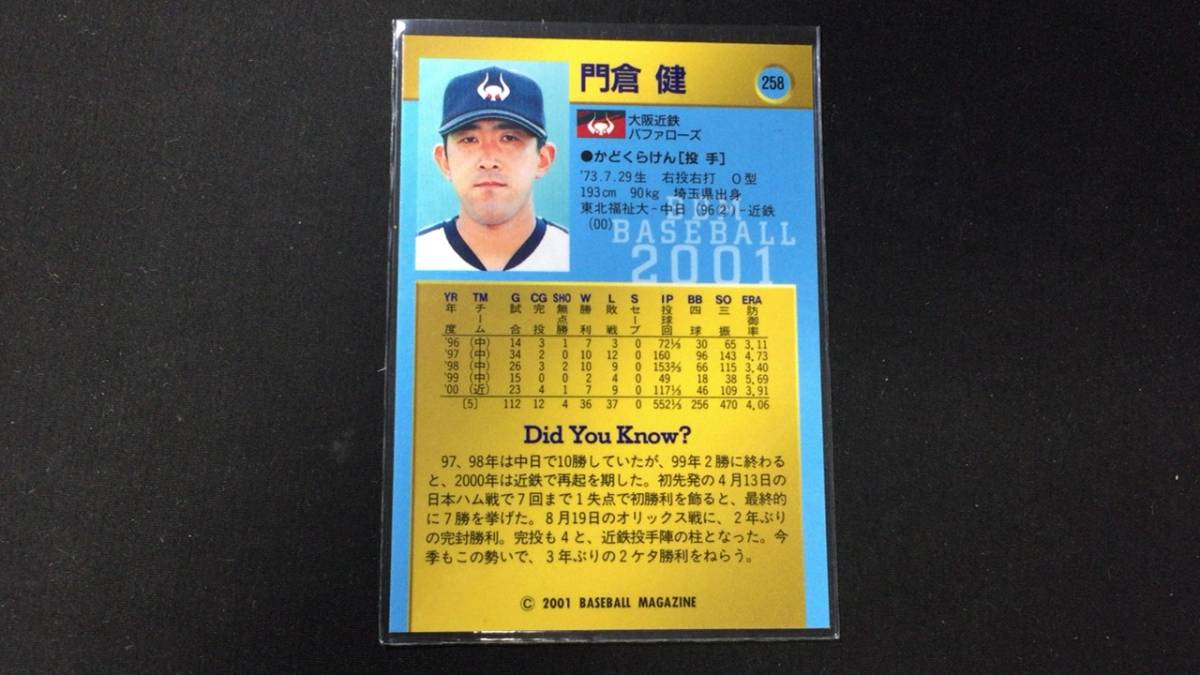 門倉 健
258
大阪近鉄
バファローズ
●かどくらけん[投 手]
'73.7.29生 右投右打 O型
193cm 90kg 埼玉県出身
東北福祉大-中日 (96②)-近鉄
(00)
BBM
BASEBALL
2001
YR TM G CG SHO W L S IP BB SO ERA
年度 チーム 試合 完投 無点勝 勝利 敗戦 セーブ 投球回 四球 三振 防御率
'96 (中) 14 3 1 7 3 0 72⅓ 30 65 3.11
'97 (中) 34 2 0 10 12 0 160 96 143 4.73
'98 (中) 26 3 2 10 9 0 153⅔ 66 115 3.40
'99 (中) 15 0 0 2 4 0 49 18 38 5.69
'00 (近) 23 4 1 7 9 0 117⅓ 46 109 3.91
[5] 112 12 4 36 37 0 552⅓ 256 470 4.06
Did You Know?
97、98年は中日で10勝していたが、99年2勝に終わる
と、2000年は近鉄で再起を期した。初先発の4月13日の
日本ハム戦で7回まで1失点で初勝利を飾ると、最終的
に7勝を挙げた。8月19日のオリックス戦に、2年ぶり
の完封勝利。完投も4と、近鉄投手陣の柱となった。今
季もこの勢いで、3年ぶりの2ケタ勝利をねらう。
© 2001 BASEBALL MAGAZINE